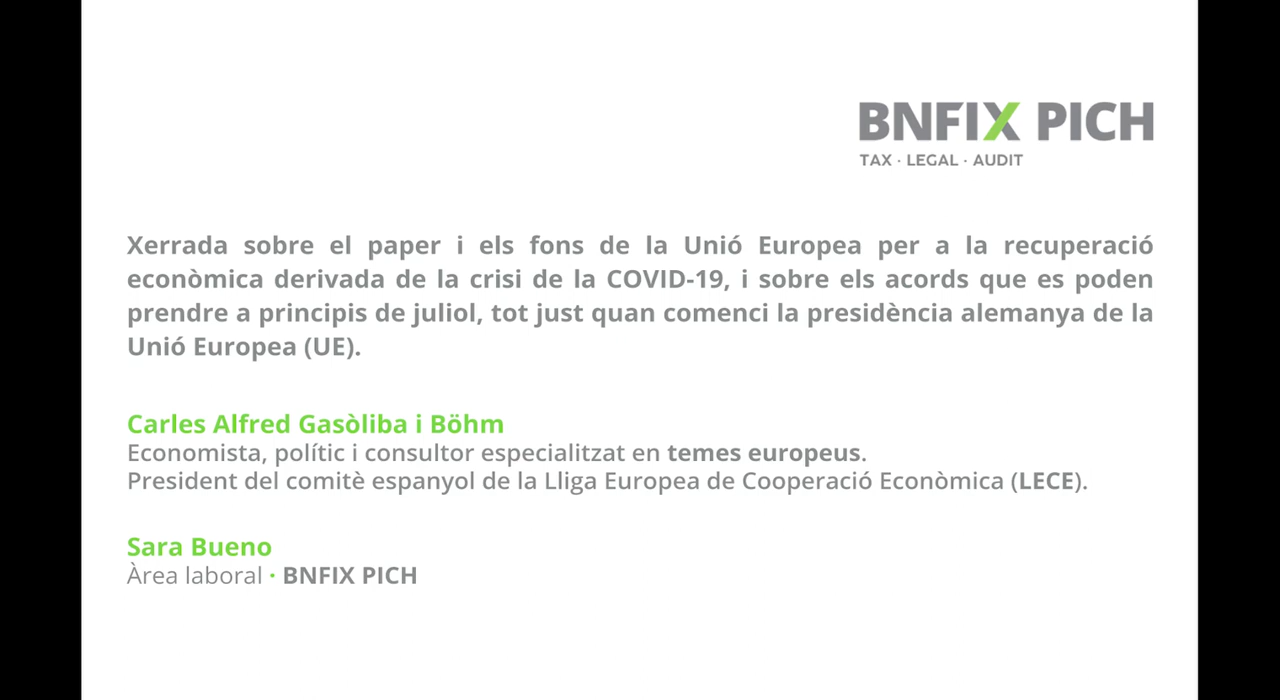 BNFIX PICH
TAX · LEGAL · AUDIT
Xerrada sobre el paper i els fons de la Unió Europea per a la recuperació
econòmica derivada de la crisi de la COVID-19, i sobre els acords que es poden
prendre a principis de juliol, tot just quan comenci la presidència alemanya de la
Unió Europea (UE).
Carles Alfred Gasòliba i Böhm
Economista, polític i consultor especialitzat en temes europeus.
President del comitè espanyol de la Lliga Europea de Cooperació Econòmica (LECE).
Sara Bueno
Àrea laboral · BNFIX PICH